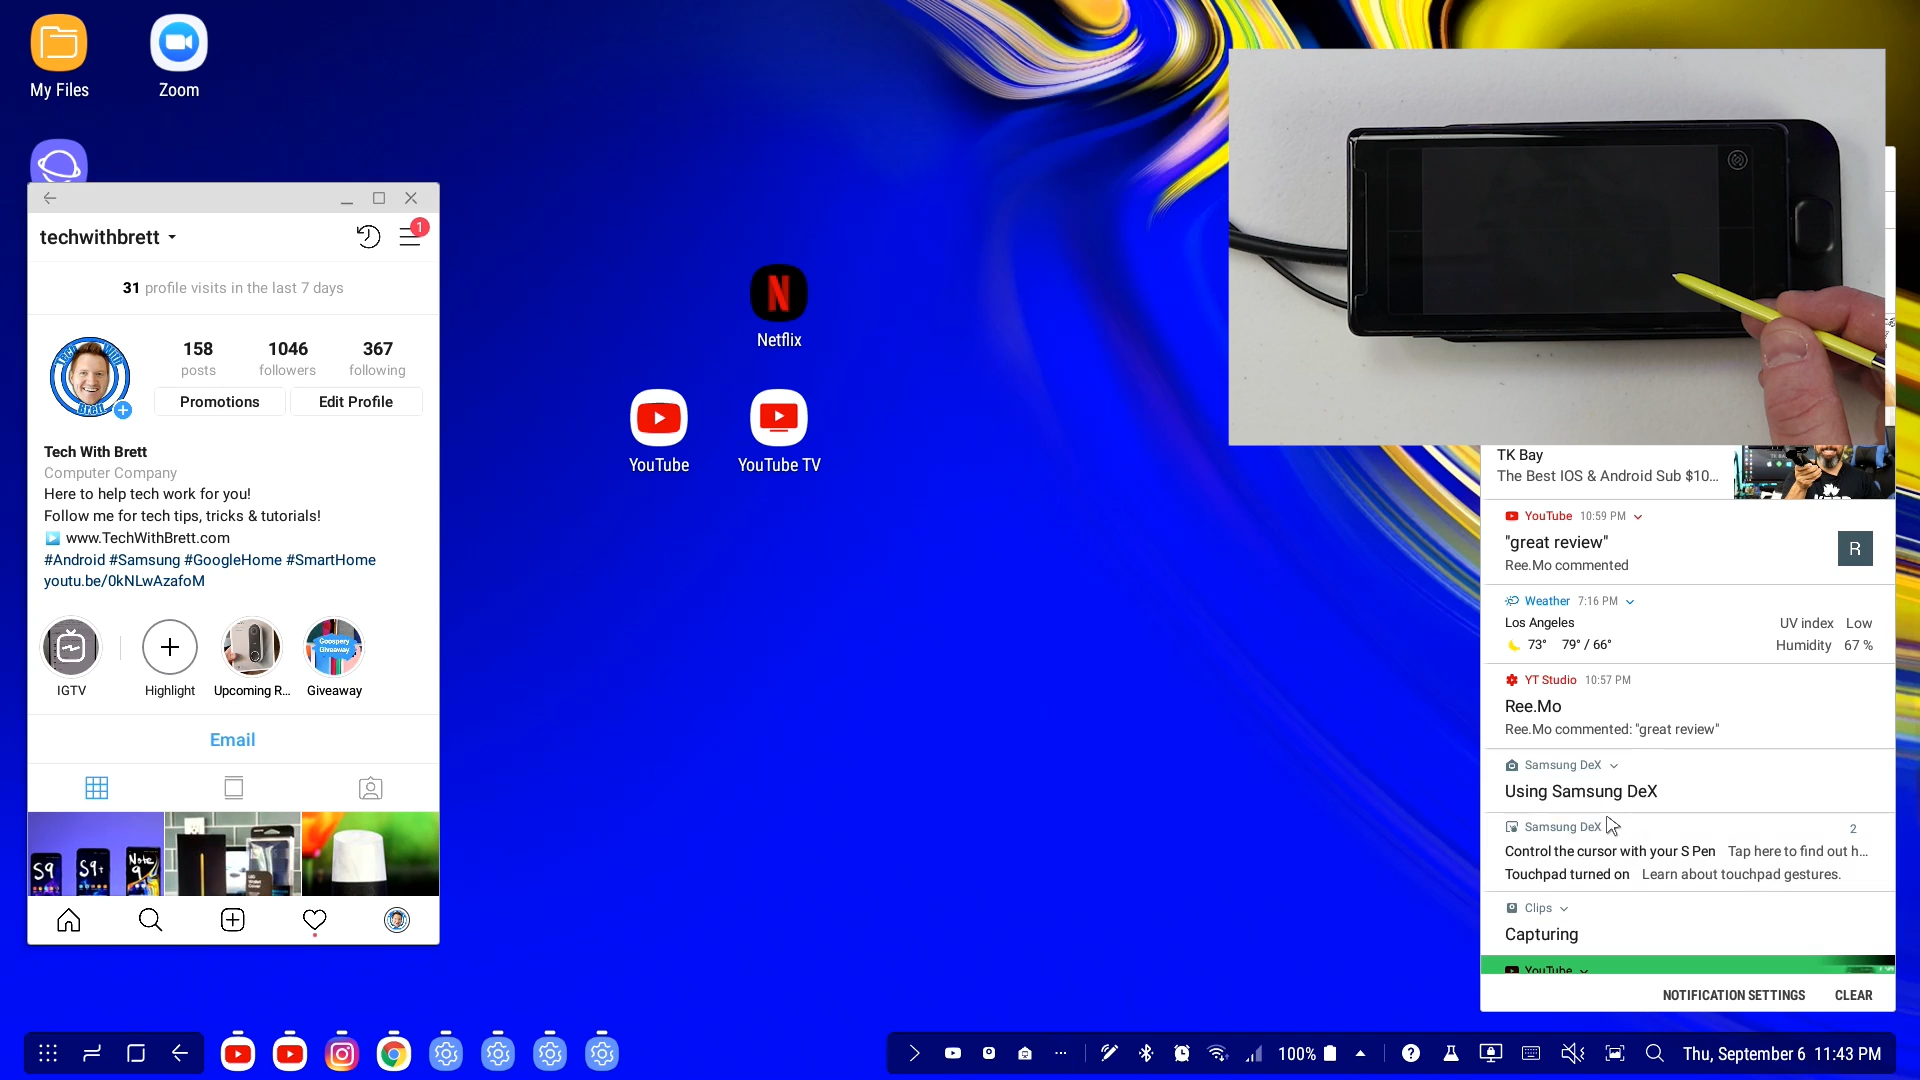 My Files
Zoom
techwithbrett
1
31 profile visits in the last 7 days
158
posts
1046
followers
367
following
Promotions
Edit Profile
Tech With Brett
Computer Company
Here to help tech work for you!
Follow me for tech tips, tricks & tutorials!
www.TechWithBrett.com
#Android #Samsung #GoogleHome #SmartHome
youtu.be/0kNLwAzafoM
IGTV
Highlight
Upcoming R...
Goospery
Giveaway
Giveaway
Email
S9
S9+
Note
9
N
Netflix
YouTube
YouTube TV
TK Bay
The Best IOS & Android Sub $10...
YouTube 10:59 PM
"great review"
Ree.Mo commented
R
Weather 7:16 PM
Los Angeles
UV index Low
73° 79° / 66°
Humidity 67 %
YT Studio 10:57 PM
Ree.Mo
Ree.Mo commented: "great review"
Samsung DeX
Using Samsung DeX
Samsung DeX
2
Control the cursor with your S Pen Tap here to find out h...
Touchpad turned on Learn about touchpad gestures.
Clips
Capturing
YouTube
NOTIFICATION SETTINGS
CLEAR
100%
Thu, September 6 11:43 PM